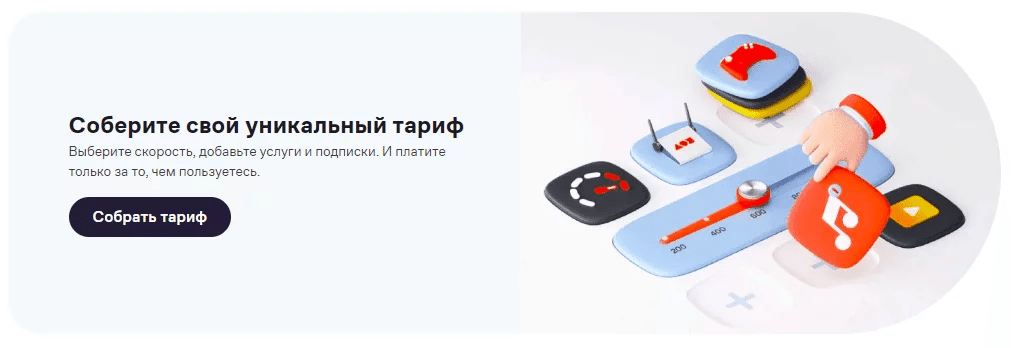 Соберите свой уникальный тариф
Выберите скорость, добавьте услуги и подписки. И платите
только за то, чем пользуетесь.
Собрать тариф
200
400
600